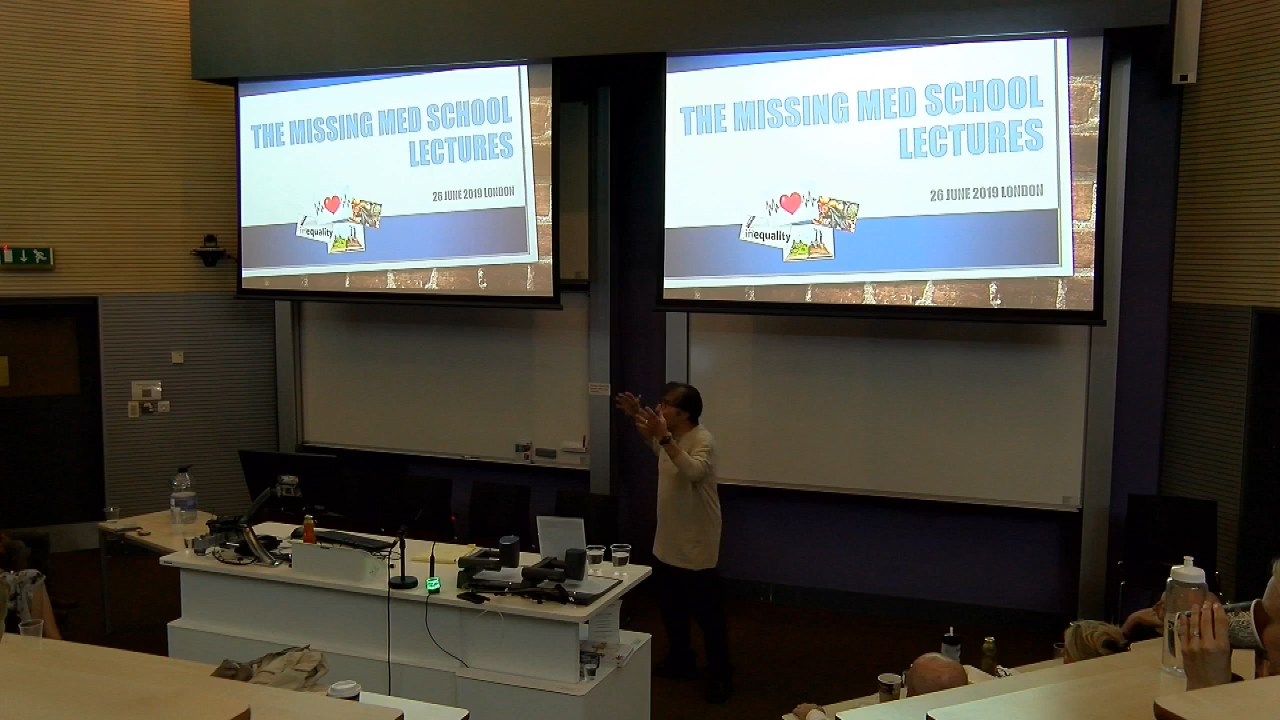 THE MISSING MED SCHOOL
LECTURES
26 JUNE 2019 LONDON
inequality
THE MISSING MED SCHOOL
LECTURES
26 JUNE 2019 LONDON
inequality